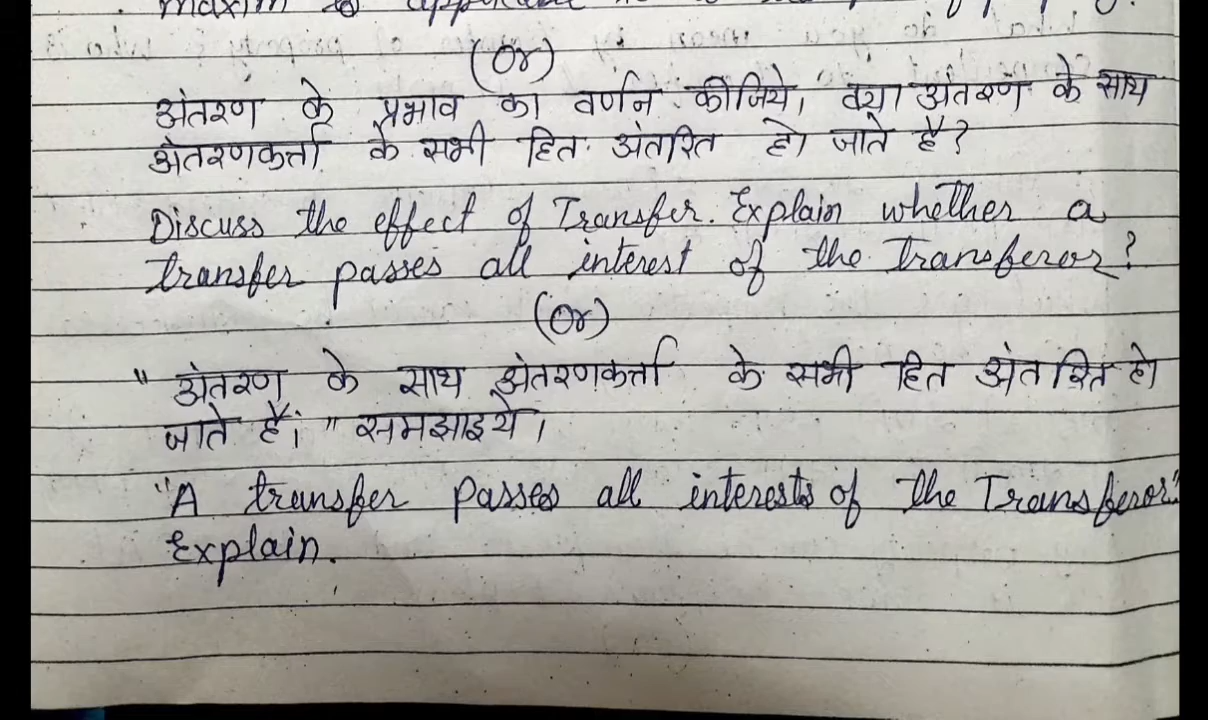 maxim is
(Or)
अंतरण के प्रभाव का वर्णन कीजिये, क्या अंतरण के साथ
अंतरणकर्त्ता के सभी हित अंतरित हो जाते है?
Discuss the effect of Transfer. Explain whether a
transfer passes all interest of the Transferor?
(Or)
"अंतरण के साथ अंतरणकर्त्ता के सभी हित अंतरित हो
जाते है।" समझाइये।
"A transfer passes all interests of the Transferor"
Explain.